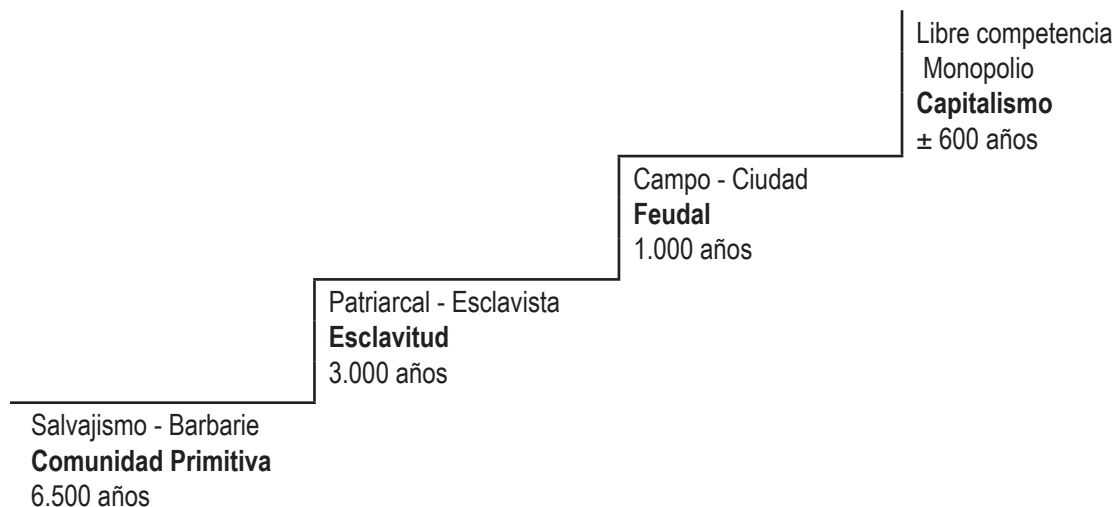 Libre competencia
Monopolio
Capitalismo
± 600 años
Campo - Ciudad
Feudal
1.000 años
Patriarcal - Esclavista
Esclavitud
3.000 años
Salvajismo - Barbarie
Comunidad Primitiva
6.500 años